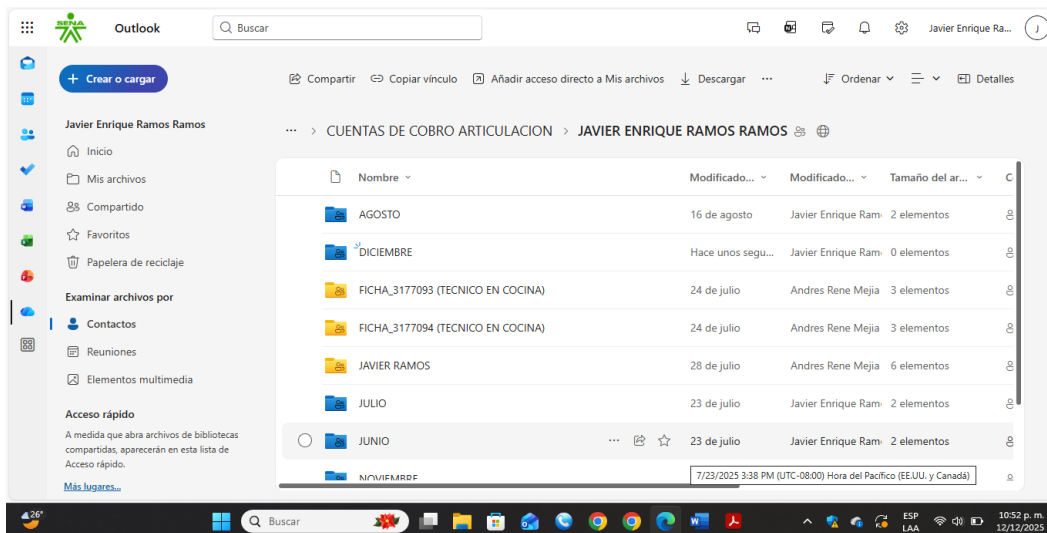 SENA
Outlook
Buscar
Javier Enrique Ra...
J
Crear o cargar
Compartir
Copiar vínculo
Añadir acceso directo a Mis archivos
Descargar
...
Ordenar
Detalles
Javier Enrique Ramos Ramos
Inicio
Mis archivos
Compartido
Favoritos
Papelera de reciclaje
Examinar archivos por
Contactos
Reuniones
Elementos multimedia
Acceso rápido
A medida que abra archivos de bibliotecas
compartidas, aparecerán en esta lista de
Acceso rápido.
Más lugares...
... > CUENTAS DE COBRO ARTICULACION > JAVIER ENRIQUE RAMOS RAMOS
Nombre Modificado... Modificado... Tamaño del ar... C
AGOSTO 16 de agosto Javier Enrique Ram 2 elementos
DICIEMBRE Hace unos segu... Javier Enrique Ram 0 elementos
FICHA_3177093 (TECNICO EN COCINA) 24 de julio Andres Rene Mejia 3 elementos
FICHA_3177094 (TECNICO EN COCINA) 24 de julio Andres Rene Mejia 3 elementos
JAVIER RAMOS 28 de julio Andres Rene Mejia 6 elementos
JULIO 23 de julio Javier Enrique Ram 2 elementos
JUNIO ... 23 de julio Javier Enrique Ram 2 elementos
NOVIEMBRE
7/23/2025 3:38 PM (UTC-08:00) Hora del Pacífico (EE.UU. y Canadá)
26°
Buscar
ESP
LAA
10:52 p. m.
12/12/2025